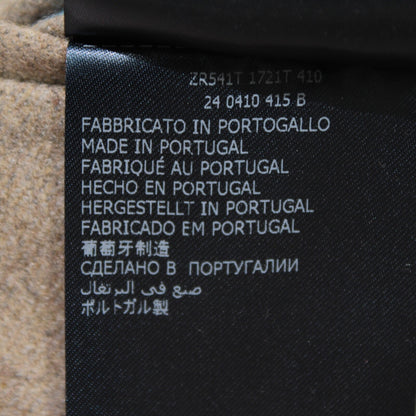 ZR541T 1721T 410
24 0410 415 B
FABBRICATO IN PORTOGALLO
MADE IN PORTUGAL
FABRIQUÉ AU PORTUGAL
HECHO EN PORTUGAL
HERGESTELLT IN PORTUGAL
FABRICADO EM PORTUGAL
葡萄牙制造
СДЕЛАНО В ПОРТУГАЛИИ
صنع في البرتغال
ポルトガル製